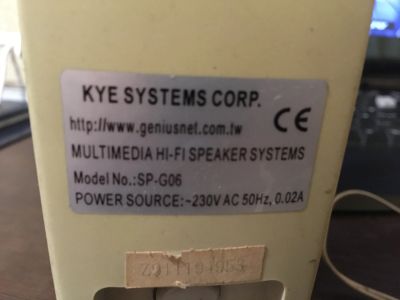 KYE SYSTEMS CORP.
CE
http://www.geniusnet.com.tw
MULTIMEDIA HI-FI SPEAKER SYSTEMS
Model No.:SP-G06
POWER SOURCE:~230V AC 50Hz, 0.02A